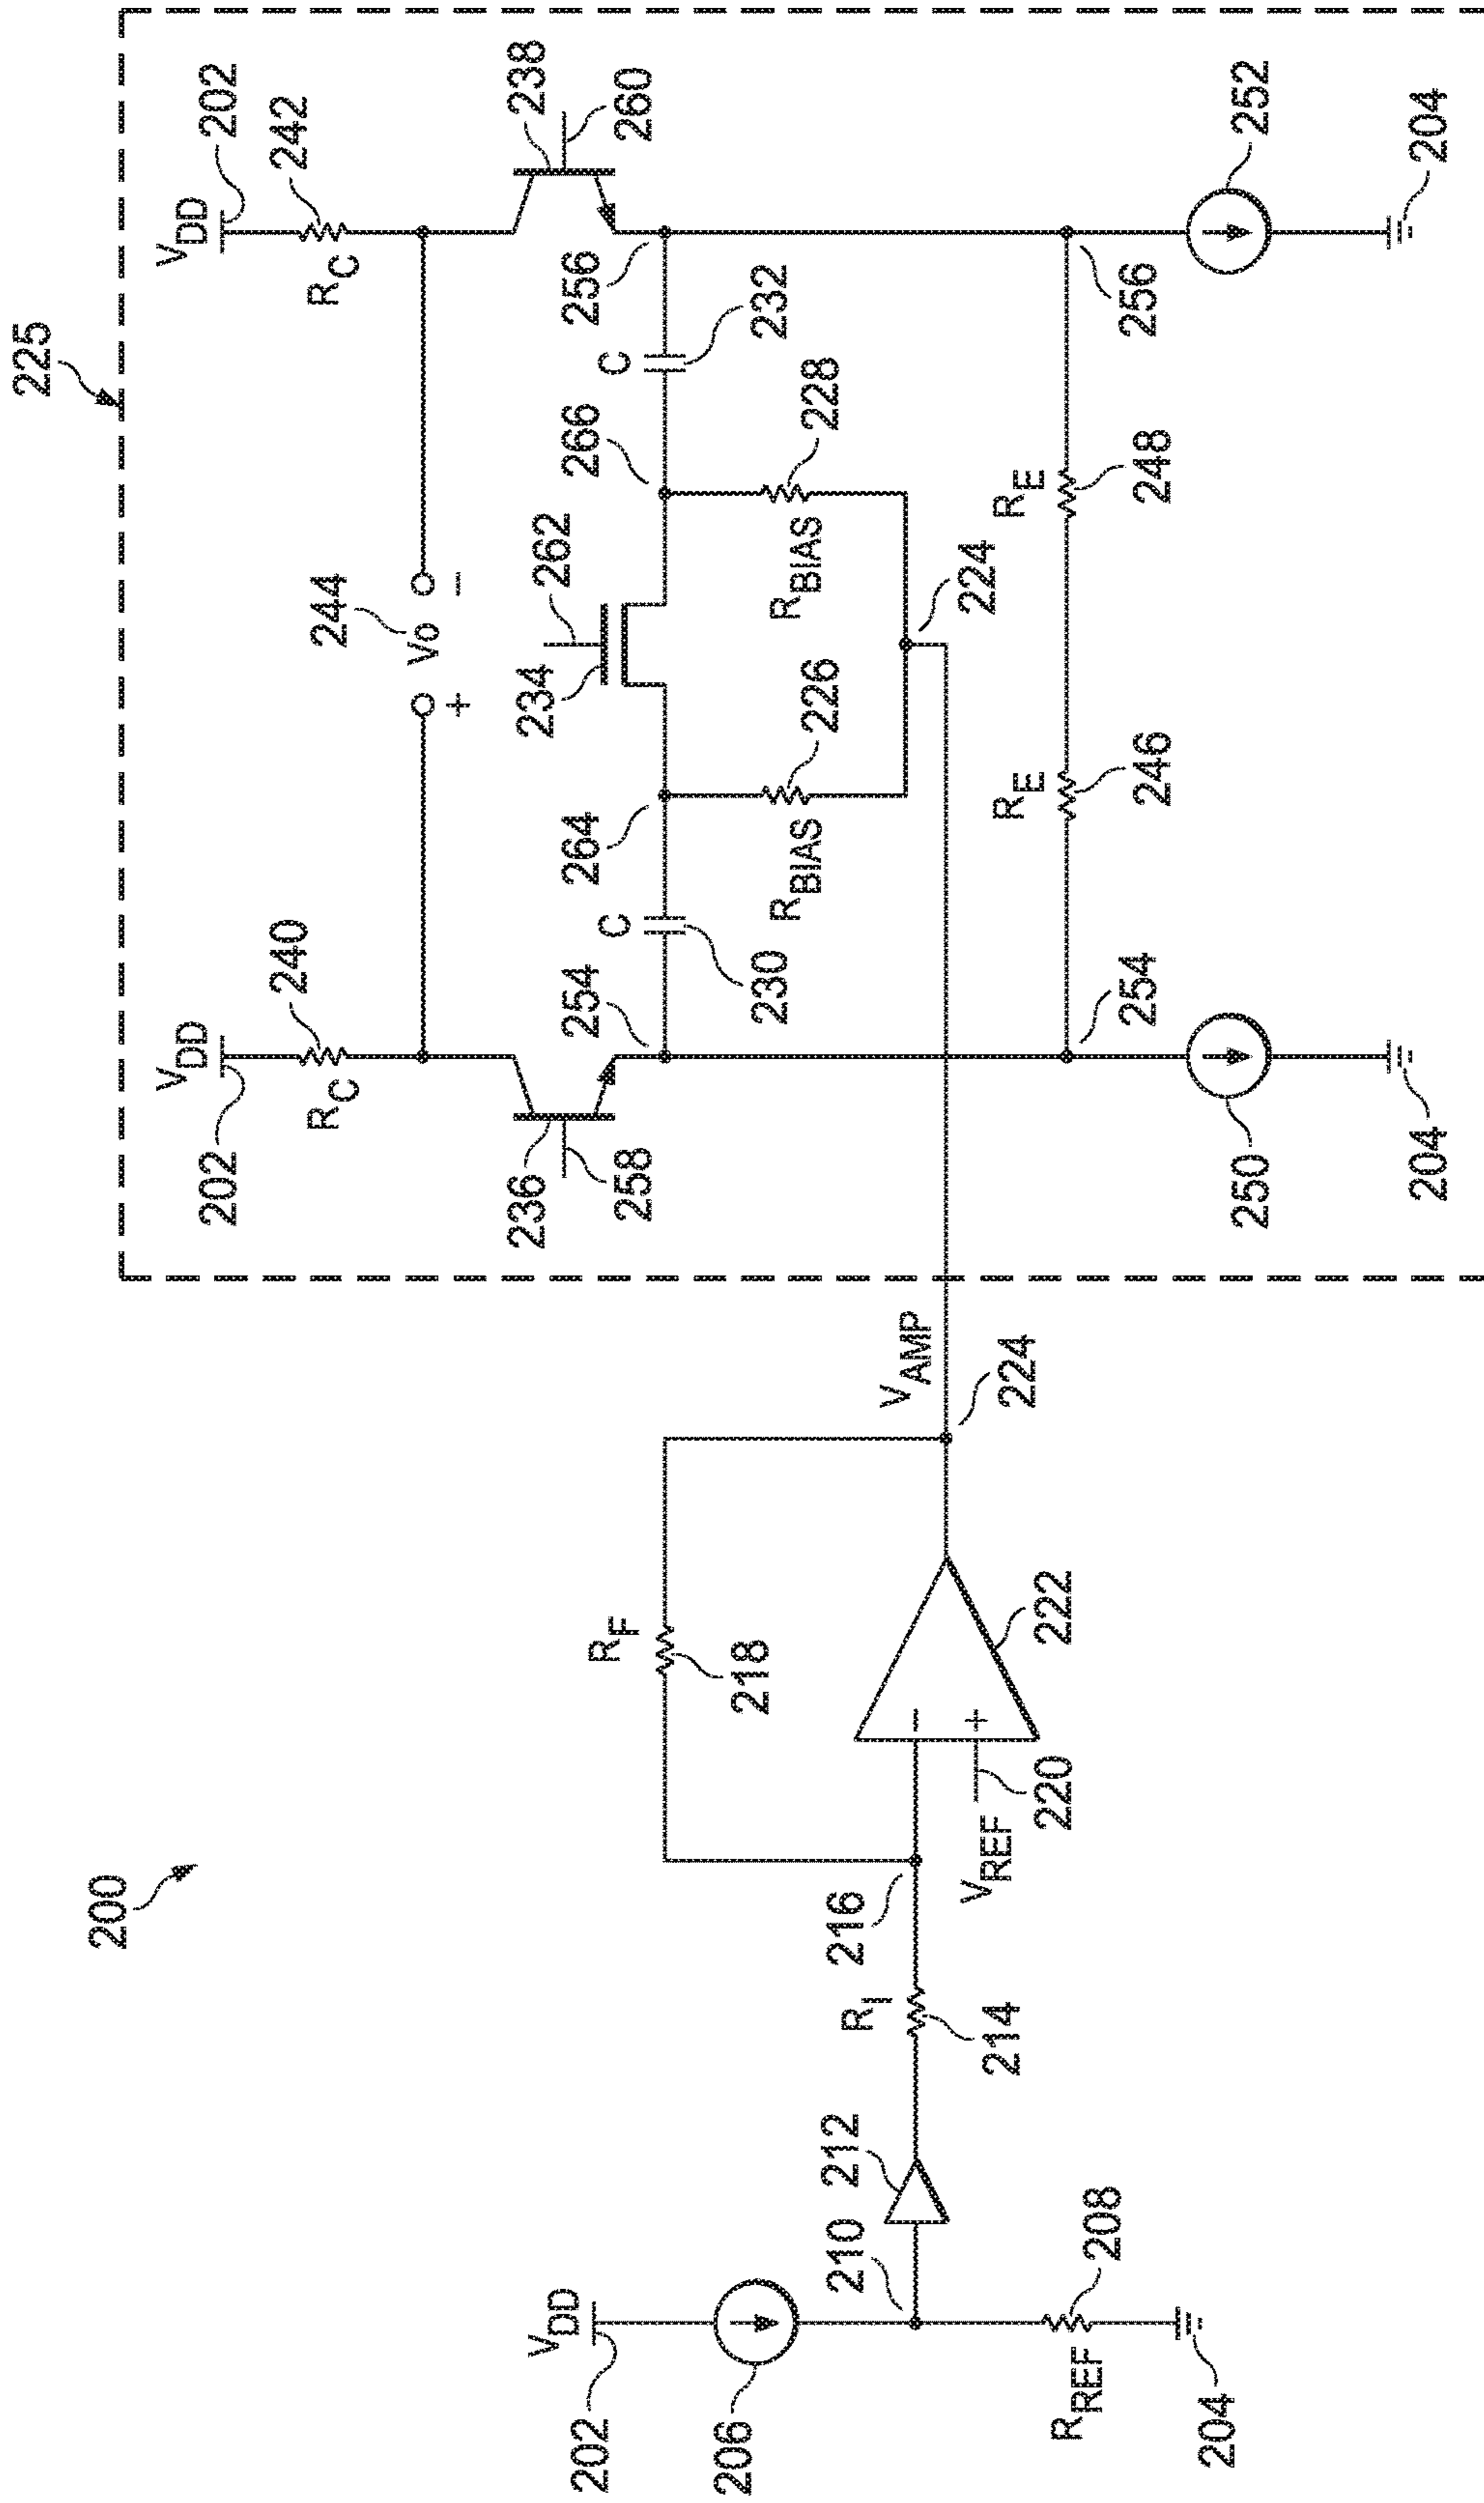 200
225
V_DD
202
240
R_C
V_DD
202
242
R_C
244
+ Vo −
236
258
238
260
254
C
230
264
234
262
266
C
232
256
R_BIAS
226
R_BIAS
228
224
254
R_E
246
R_E
248
256
250
204
252
204
V_DD
202
206
210
212
R_REF
208
204
R_I
214
216
R_F
218
−
+
V_REF
220
222
V_AMP
224